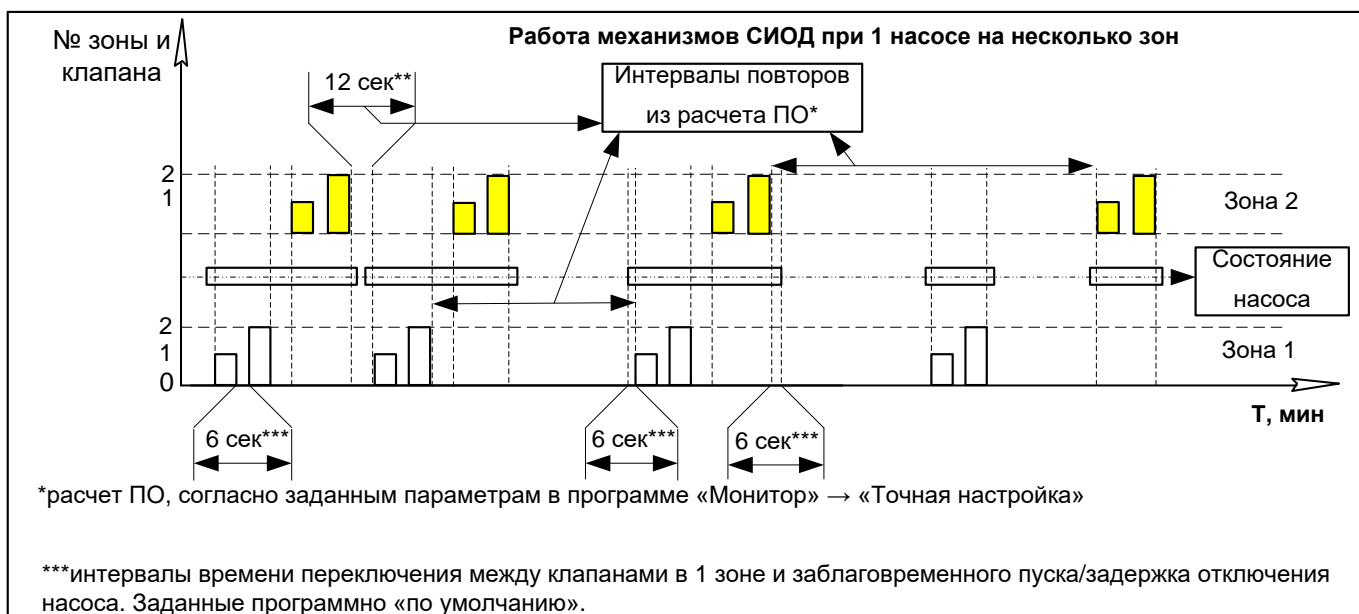 № зоны и
клапана
Работа механизмов СИОД при 1 насосе на несколько зон
12 сек**
Интервалы повторов
из расчета ПО*
2
1
Зона 2
Состояние
насоса
2
1
0
Зона 1
Т, мин
6 сек***
6 сек***
6 сек***
*расчет ПО, согласно заданным параметрам в программе «Монитор» → «Точная настройка»
***интервалы времени переключения между клапанами в 1 зоне и заблаговременного пуска/задержка отключения
насоса. Заданные программно «по умолчанию».